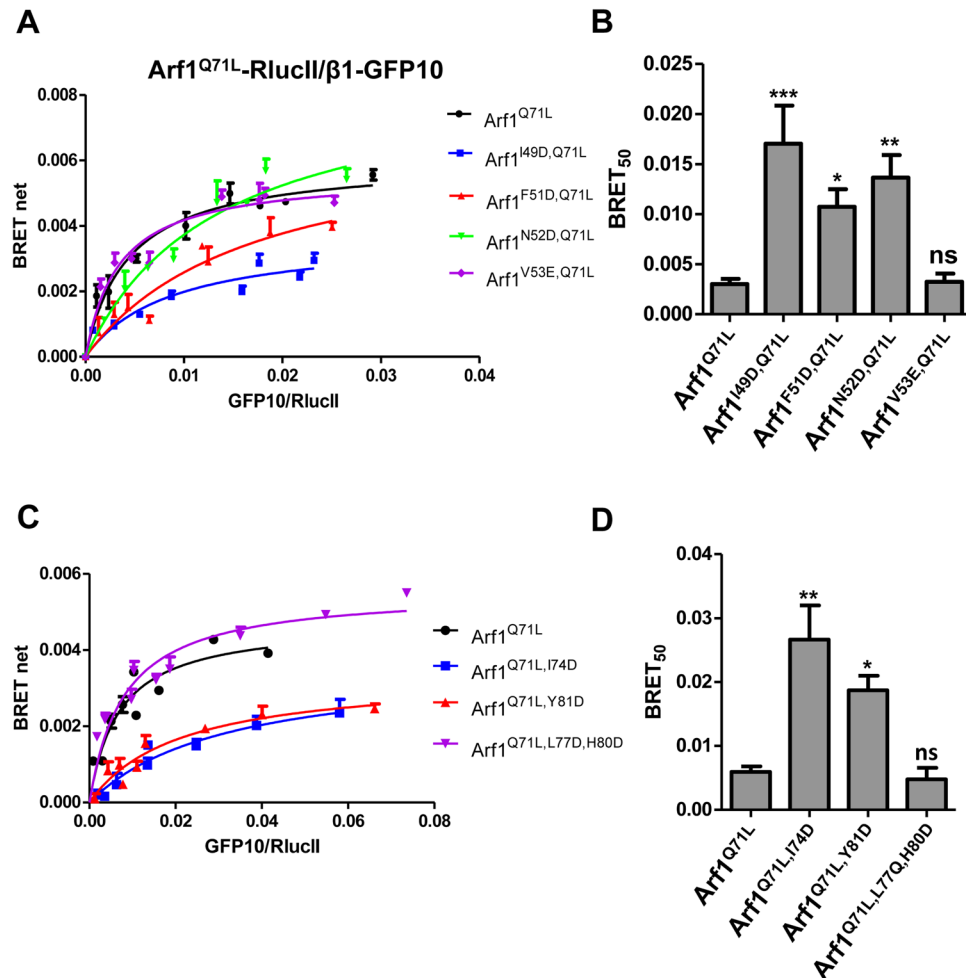 A
Arf1Q71L-RlucII/β1-GFP10
BRET net
0.008
0.006
0.004
0.002
0.000
0.00
0.01
0.02
0.03
0.04
GFP10/RlucII
Arf1Q71L
Arf1I49D,Q71L
Arf1F51D,Q71L
Arf1N52D,Q71L
Arf1V53E,Q71L
B
BRET50
0.025
0.020
0.015
0.010
0.005
0.000
***
*
**
ns
Arf1Q71L
Arf1I49D,Q71L
Arf1F51D,Q71L
Arf1N52D,Q71L
Arf1V53E,Q71L
C
BRET net
0.006
0.004
0.002
0.000
0.00
0.02
0.04
0.06
0.08
GFP10/RlucII
Arf1Q71L
Arf1Q71L,I74D
Arf1Q71L,Y81D
Arf1Q71L,L77D,H80D
D
BRET50
0.04
0.03
0.02
0.01
0.00
**
*
ns
Arf1Q71L
Arf1Q71L,I74D
Arf1Q71L,Y81D
Arf1Q71L,L77Q,H80D